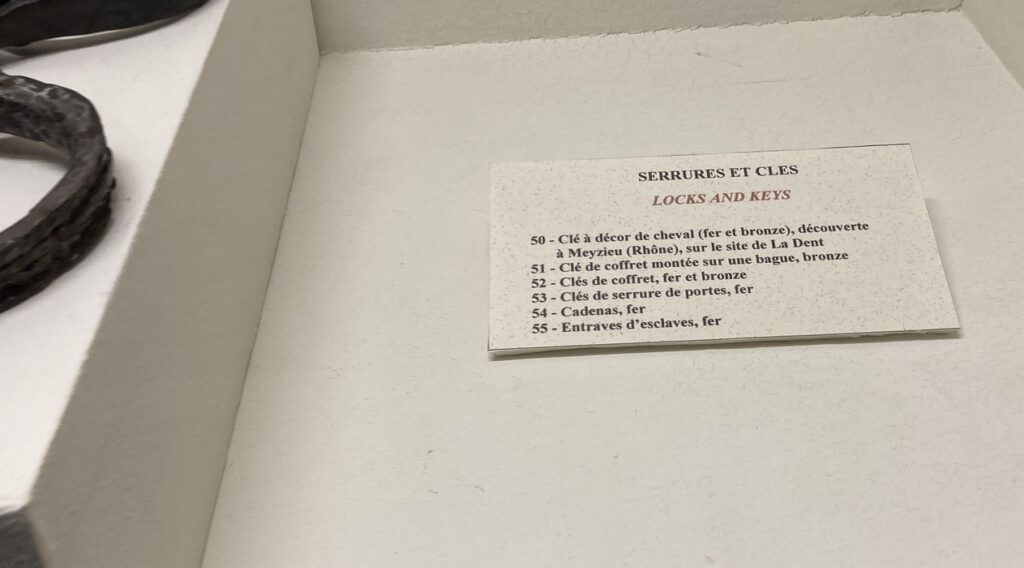 SERRURES ET CLES
LOCKS AND KEYS
50 - Clé à décor de cheval (fer et bronze), découverte
à Meyzieu (Rhône), sur le site de La Dent
51 - Clé de coffret montée sur une bague, bronze
52 - Clés de coffret, fer et bronze
53 - Clés de serrure de portes, fer
54 - Cadenas, fer
55 - Entraves d'esclaves, fer